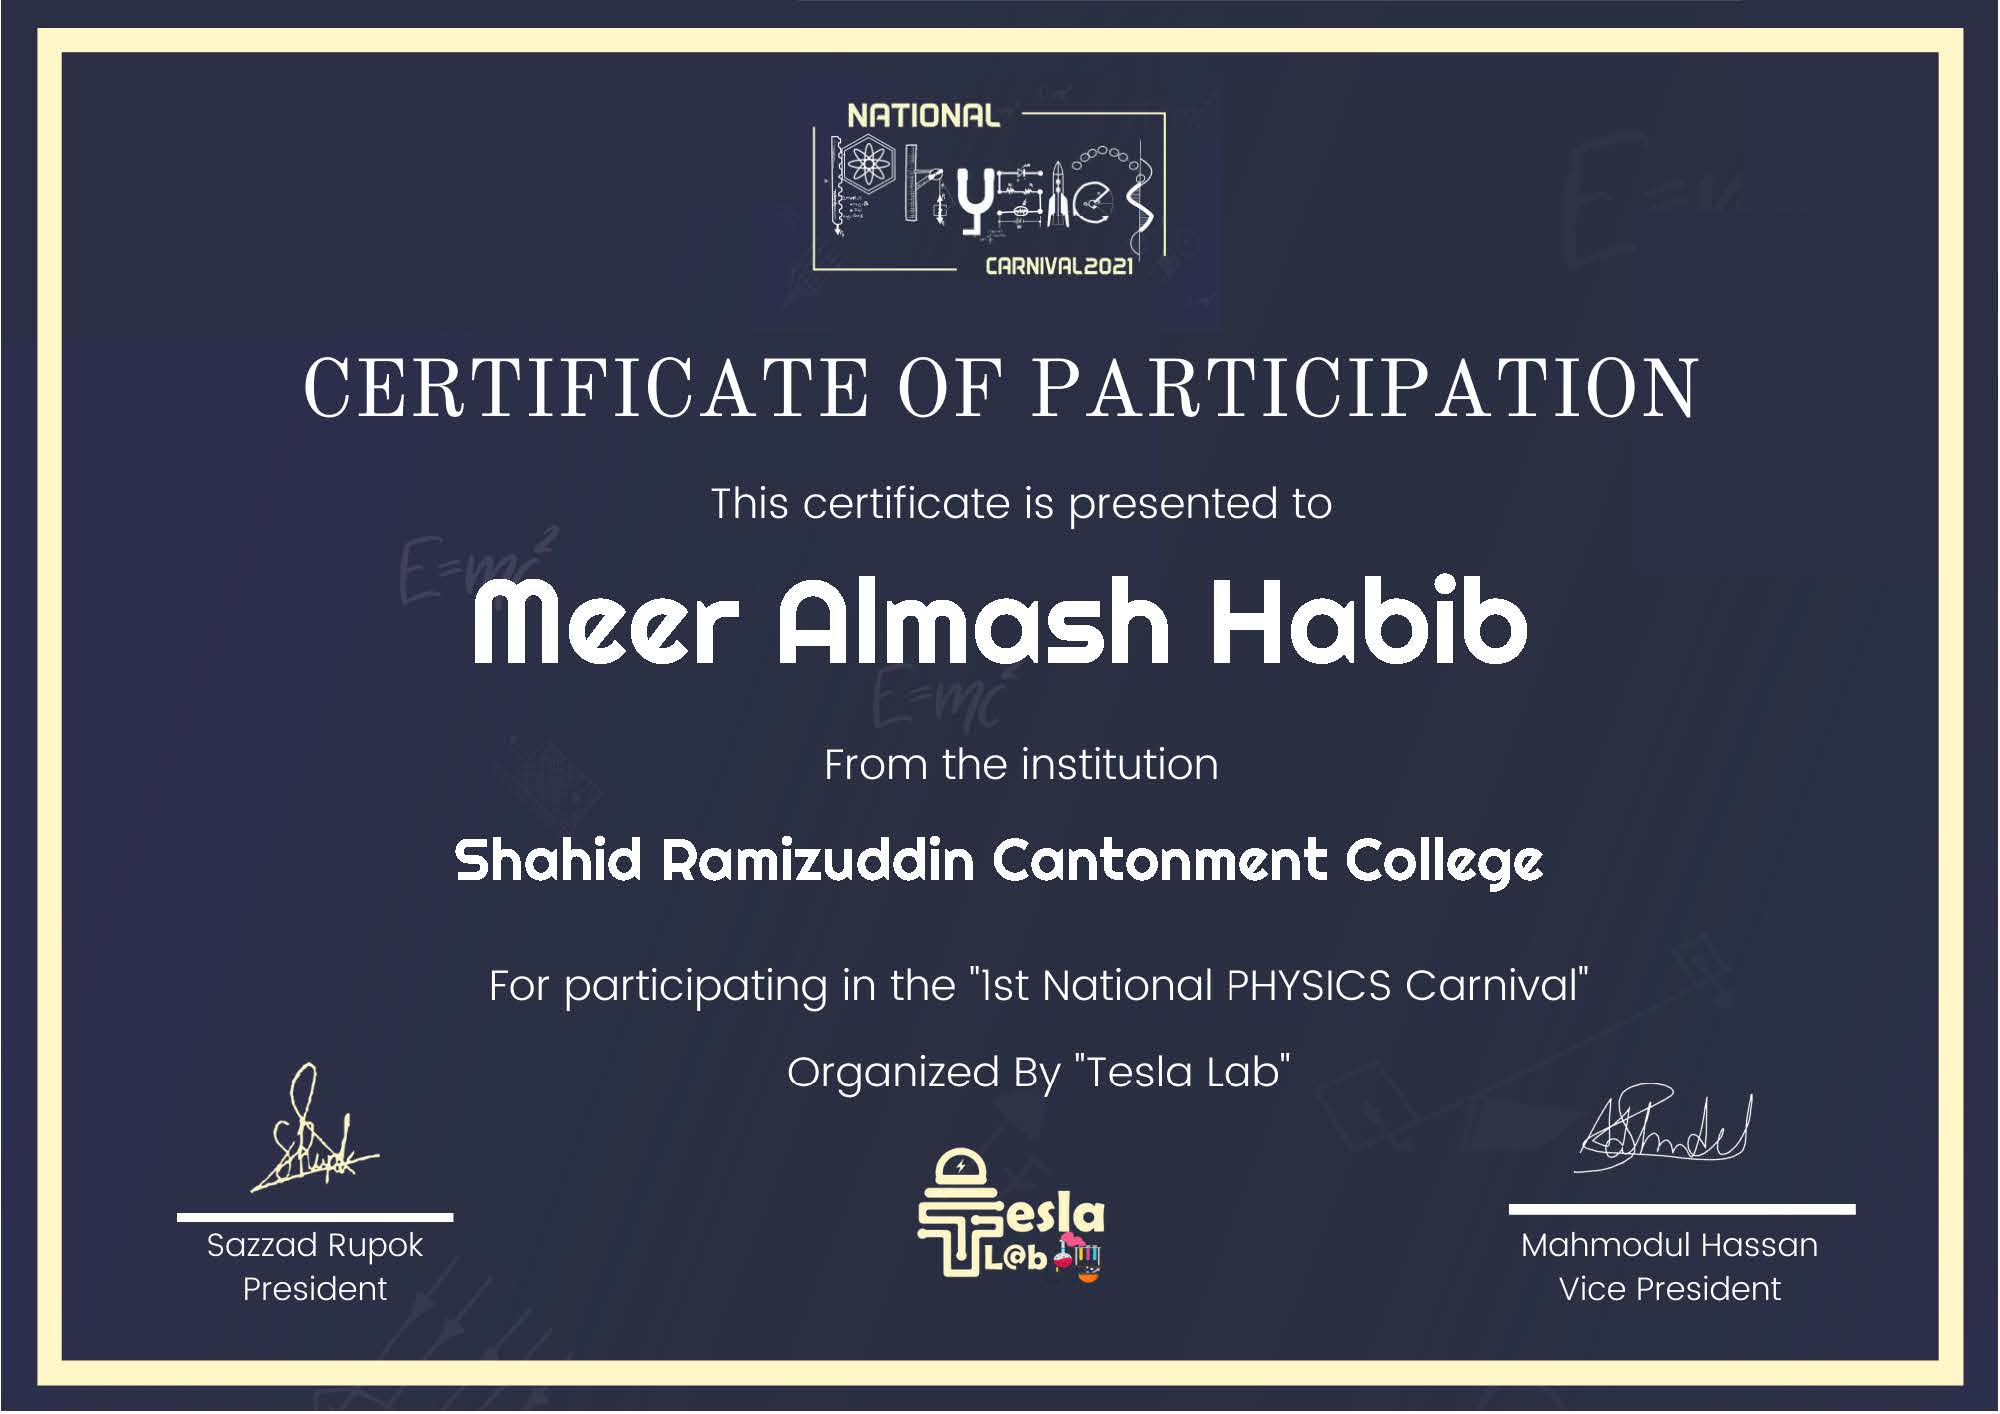 NATIONAL
Physics
CARNIVAL2021
CERTIFICATE OF PARTICIPATION
This certificate is presented to
E=mc²
Meer Almash Habib
E=mc²
From the institution
Shahid Ramizuddin Cantonment College
For participating in the "1st National PHYSICS Carnival"
Organized By "Tesla Lab"
Tesla
L@b
Sazzad Rupok
President
Mahmodul Hassan
Vice President